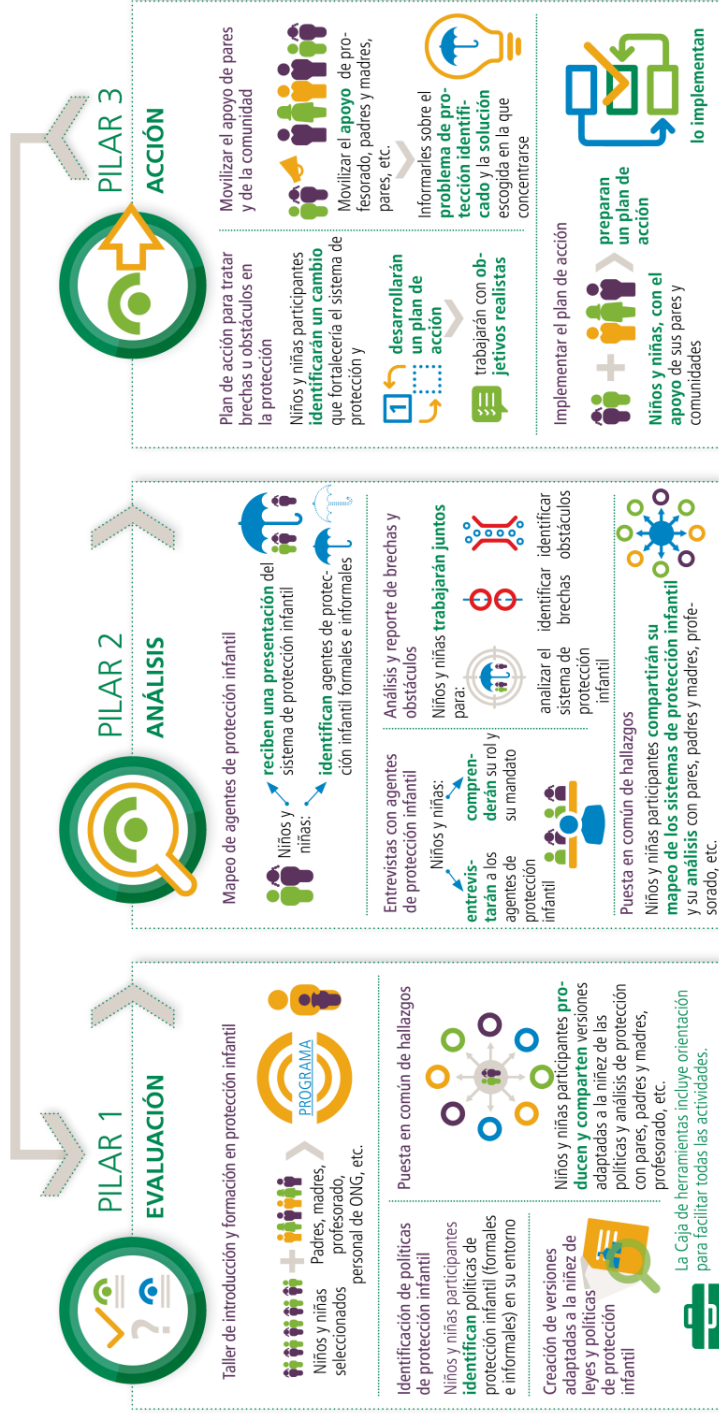 PILAR 1
EVALUACIÓN
Taller de introducción y formación en protección infantil
Niños y niñas
seleccionados
Padres, madres,
profesorado,
personal de ONG, etc.
PROGRAMA
Identificación de políticas
de protección infantil
Niños y niñas participantes
identifican políticas de
protección infantil (formales
e informales) en su entorno
Creación de versiones
adaptadas a la niñez de
leyes y políticas
de protección
infantil
Puesta en común de hallazgos
Niños y niñas participantes pro-
ducen y comparten versiones
adaptadas a la niñez de las
políticas y análisis de protección
con pares, padres y madres,
profesorado, etc.
La Caja de herramientas incluye orientación
para facilitar todas las actividades.
PILAR 2
ANÁLISIS
Mapeo de agentes de protección infantil
Niños y
niñas:
reciben una presentación del
sistema de protección infantil
identifican agentes de protec-
ción infantil formales e informales
Entrevistas con agentes
de protección infantil
Niños y niñas:
entrevis-
tarán a los
agentes de
protección
infantil
compren-
derán su rol y
su mandato
Análisis y reporte de brechas y
obstáculos
Niños y niñas trabajarán juntos
para:
analizar el
sistema de
protección
infantil
identificar
brechas
identificar
obstáculos
Puesta en común de hallazgos
Niños y niñas participantes compartirán su
mapeo de los sistemas de protección infantil
y su análisis con pares, padres y madres, profe-
sorado, etc.
PILAR 3
ACCIÓN
Plan de acción para tratar
brechas u obstáculos en
la protección
Niños y niñas participantes
identificarán un cambio
que fortalecería el sistema de
protección y
1
desarrollarán
un plan de
acción
trabajarán con ob-
jetivos realistas
Movilizar el apoyo de pares
y de la comunidad
Movilizar el apoyo de pro-
fesorado, padres y madres,
pares, etc.
Informarles sobre el
problema de pro-
tección identifi-
cado y la solución
escogida en la que
concentrarse
Implementar el plan de acción
Niños y niñas, con el
apoyo de sus pares y
comunidades
preparan
un plan de
acción
lo implementan